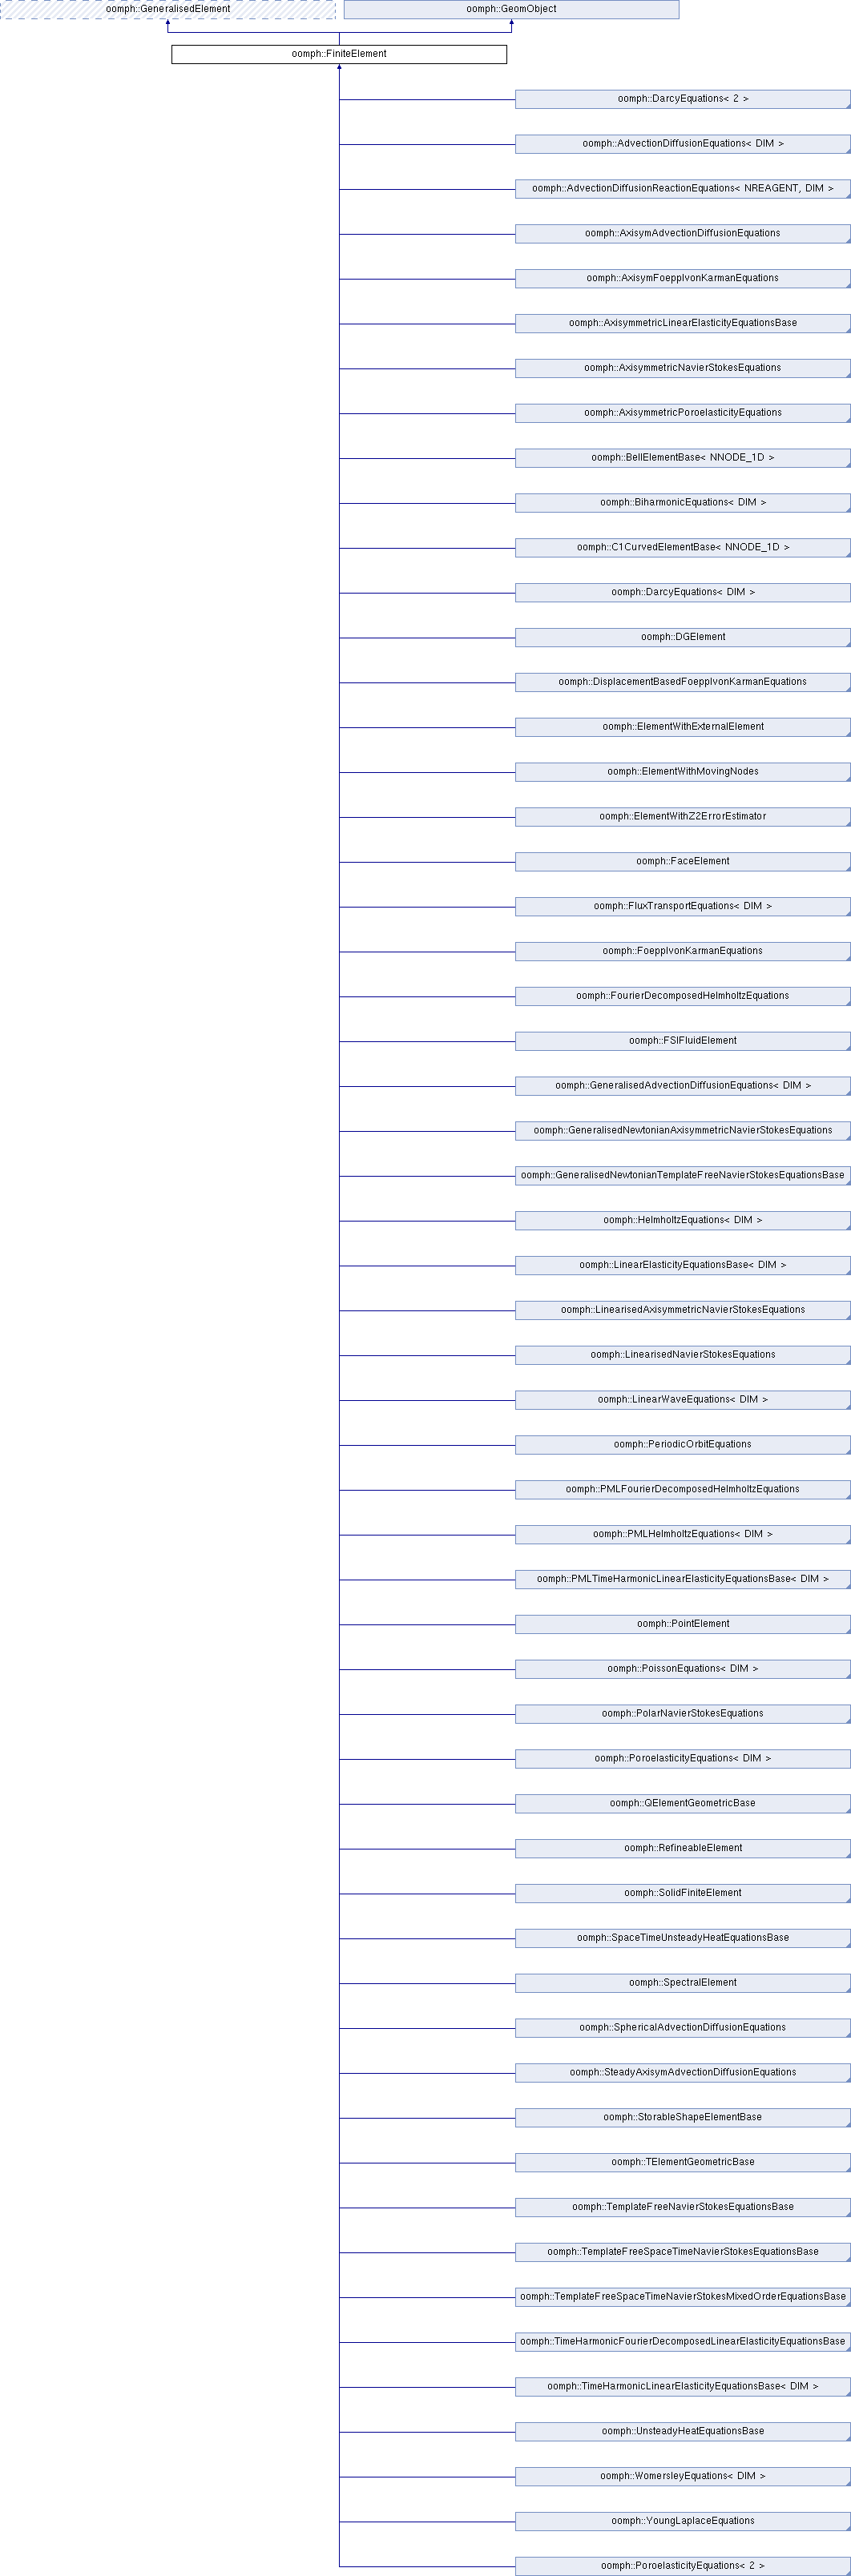 oomph::GeneralisedElement
oomph::GeomObject
oomph::FiniteElement
oomph::DarcyEquations< 2 >
oomph::AdvectionDiffusionEquations< DIM >
oomph::AdvectionDiffusionReactionEquations< NREAGENT, DIM >
oomph::AxisymAdvectionDiffusionEquations
oomph::AxisymFoepplvonKarmanEquations
oomph::AxisymmetricLinearElasticityEquationsBase
oomph::AxisymmetricNavierStokesEquations
oomph::AxisymmetricPoroelasticityEquations
oomph::BellElementBase< NNODE_1D >
oomph::BiharmonicEquations< DIM >
oomph::C1CurvedElementBase< NNODE_1D >
oomph::DarcyEquations< DIM >
oomph::DGElement
oomph::DisplacementBasedFoepplvonKarmanEquations
oomph::ElementWithExternalElement
oomph::ElementWithMovingNodes
oomph::ElementWithZ2ErrorEstimator
oomph::FaceElement
oomph::FluxTransportEquations< DIM >
oomph::FoepplvonKarmanEquations
oomph::FourierDecomposedHelmholtzEquations
oomph::FSIFluidElement
oomph::GeneralisedAdvectionDiffusionEquations< DIM >
oomph::GeneralisedNewtonianAxisymmetricNavierStokesEquations
oomph::GeneralisedNewtonianTemplateFreeNavierStokesEquationsBase
oomph::HelmholtzEquations< DIM >
oomph::LinearElasticityEquationsBase< DIM >
oomph::LinearisedAxisymmetricNavierStokesEquations
oomph::LinearisedNavierStokesEquations
oomph::LinearWaveEquations< DIM >
oomph::PeriodicOrbitEquations
oomph::PMLFourierDecomposedHelmholtzEquations
oomph::PMLHelmholtzEquations< DIM >
oomph::PMLTimeHarmonicLinearElasticityEquationsBase< DIM >
oomph::PointElement
oomph::PoissonEquations< DIM >
oomph::PolarNavierStokesEquations
oomph::PoroelasticityEquations< DIM >
oomph::QElementGeometricBase
oomph::RefineableElement
oomph::SolidFiniteElement
oomph::SpaceTimeUnsteadyHeatEquationsBase
oomph::SpectralElement
oomph::SphericalAdvectionDiffusionEquations
oomph::SteadyAxisymAdvectionDiffusionEquations
oomph::StorableShapeElementBase
oomph::TElementGeometricBase
oomph::TemplateFreeNavierStokesEquationsBase
oomph::TemplateFreeSpaceTimeNavierStokesEquationsBase
oomph::TemplateFreeSpaceTimeNavierStokesMixedOrderEquationsBase
oomph::TimeHarmonicFourierDecomposedLinearElasticityEquationsBase
oomph::TimeHarmonicLinearElasticityEquationsBase< DIM >
oomph::UnsteadyHeatEquationsBase
oomph::WomersleyEquations< DIM >
oomph::YoungLaplaceEquations
oomph::PoroelasticityEquations< 2 >